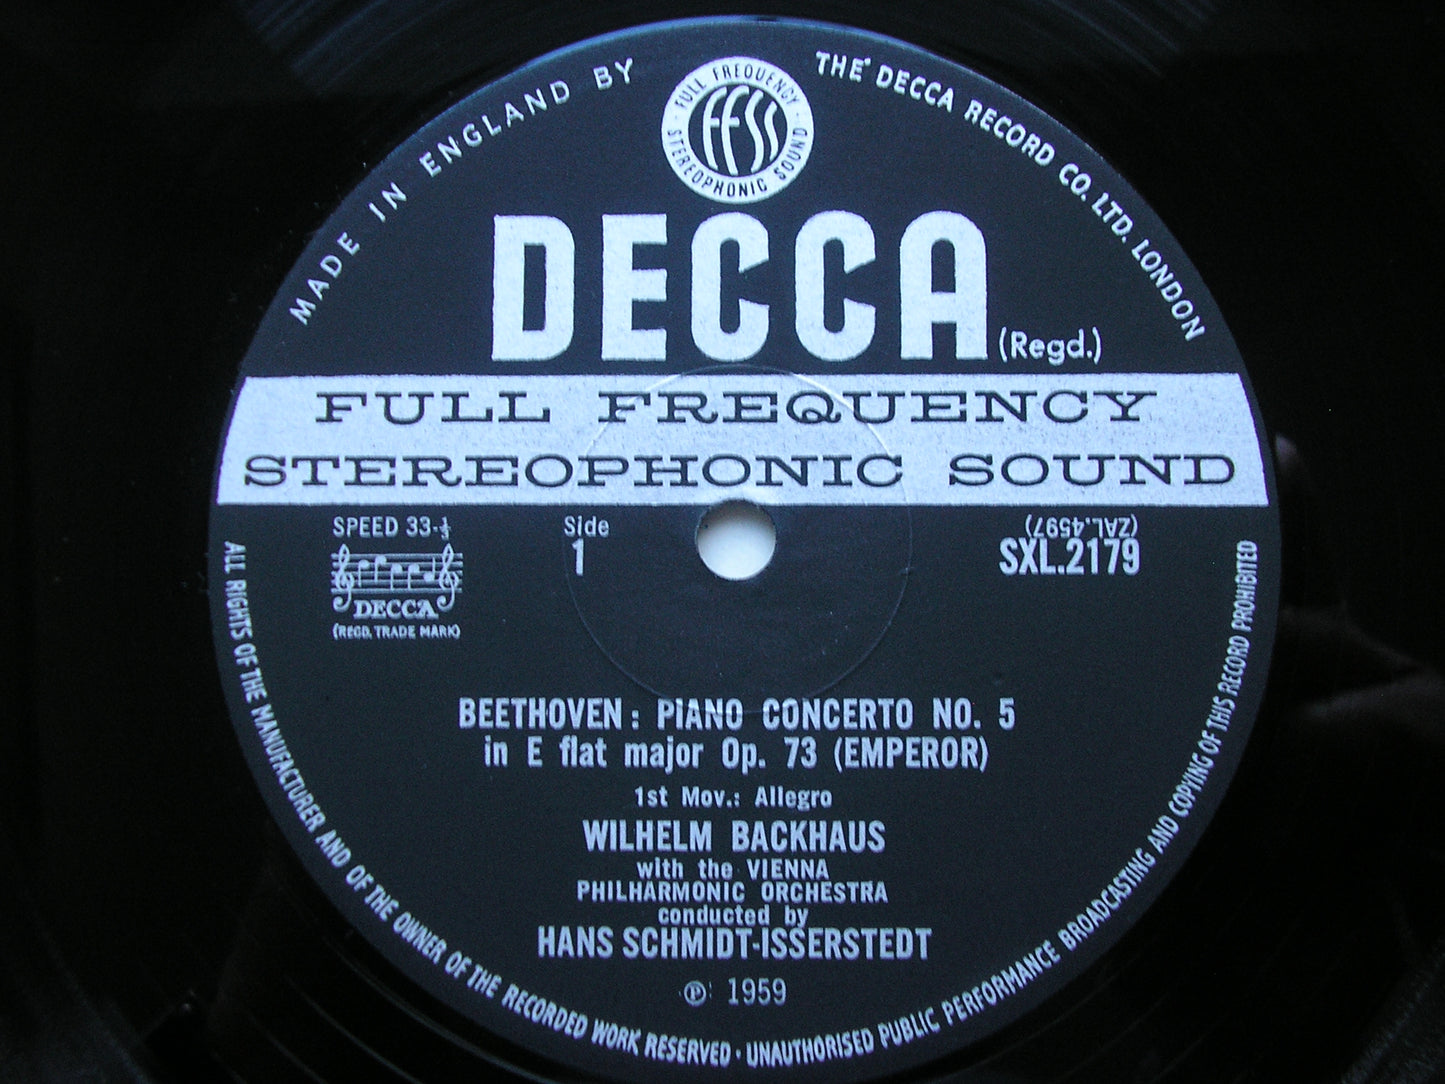 MADE IN ENGLAND BY
THE DECCA RECORD CO. LTD. LONDON
FULL FREQUENCY
FFSS
STEREOPHONIC SOUND
DECCA
(Regd.)
FULL FREQUENCY
STEREOPHONIC SOUND
SPEED 33-⅓
Side
1
(ZAL.4597)
SXL.2179
DECCA
(REGD. TRADE MARK)
BEETHOVEN: PIANO CONCERTO NO. 5
in E flat major Op. 73 (EMPEROR)
1st Mov.: Allegro
WILHELM BACKHAUS
with the VIENNA
PHILHARMONIC ORCHESTRA
conducted by
HANS SCHMIDT-ISSERSTEDT
℗ 1959
ALL RIGHTS OF THE MANUFACTURER AND OF THE OWNER OF THE RECORDED WORK RESERVED · UNAUTHORISED PUBLIC PERFORMANCE BROADCASTING AND COPYING OF THIS RECORD PROHIBITED